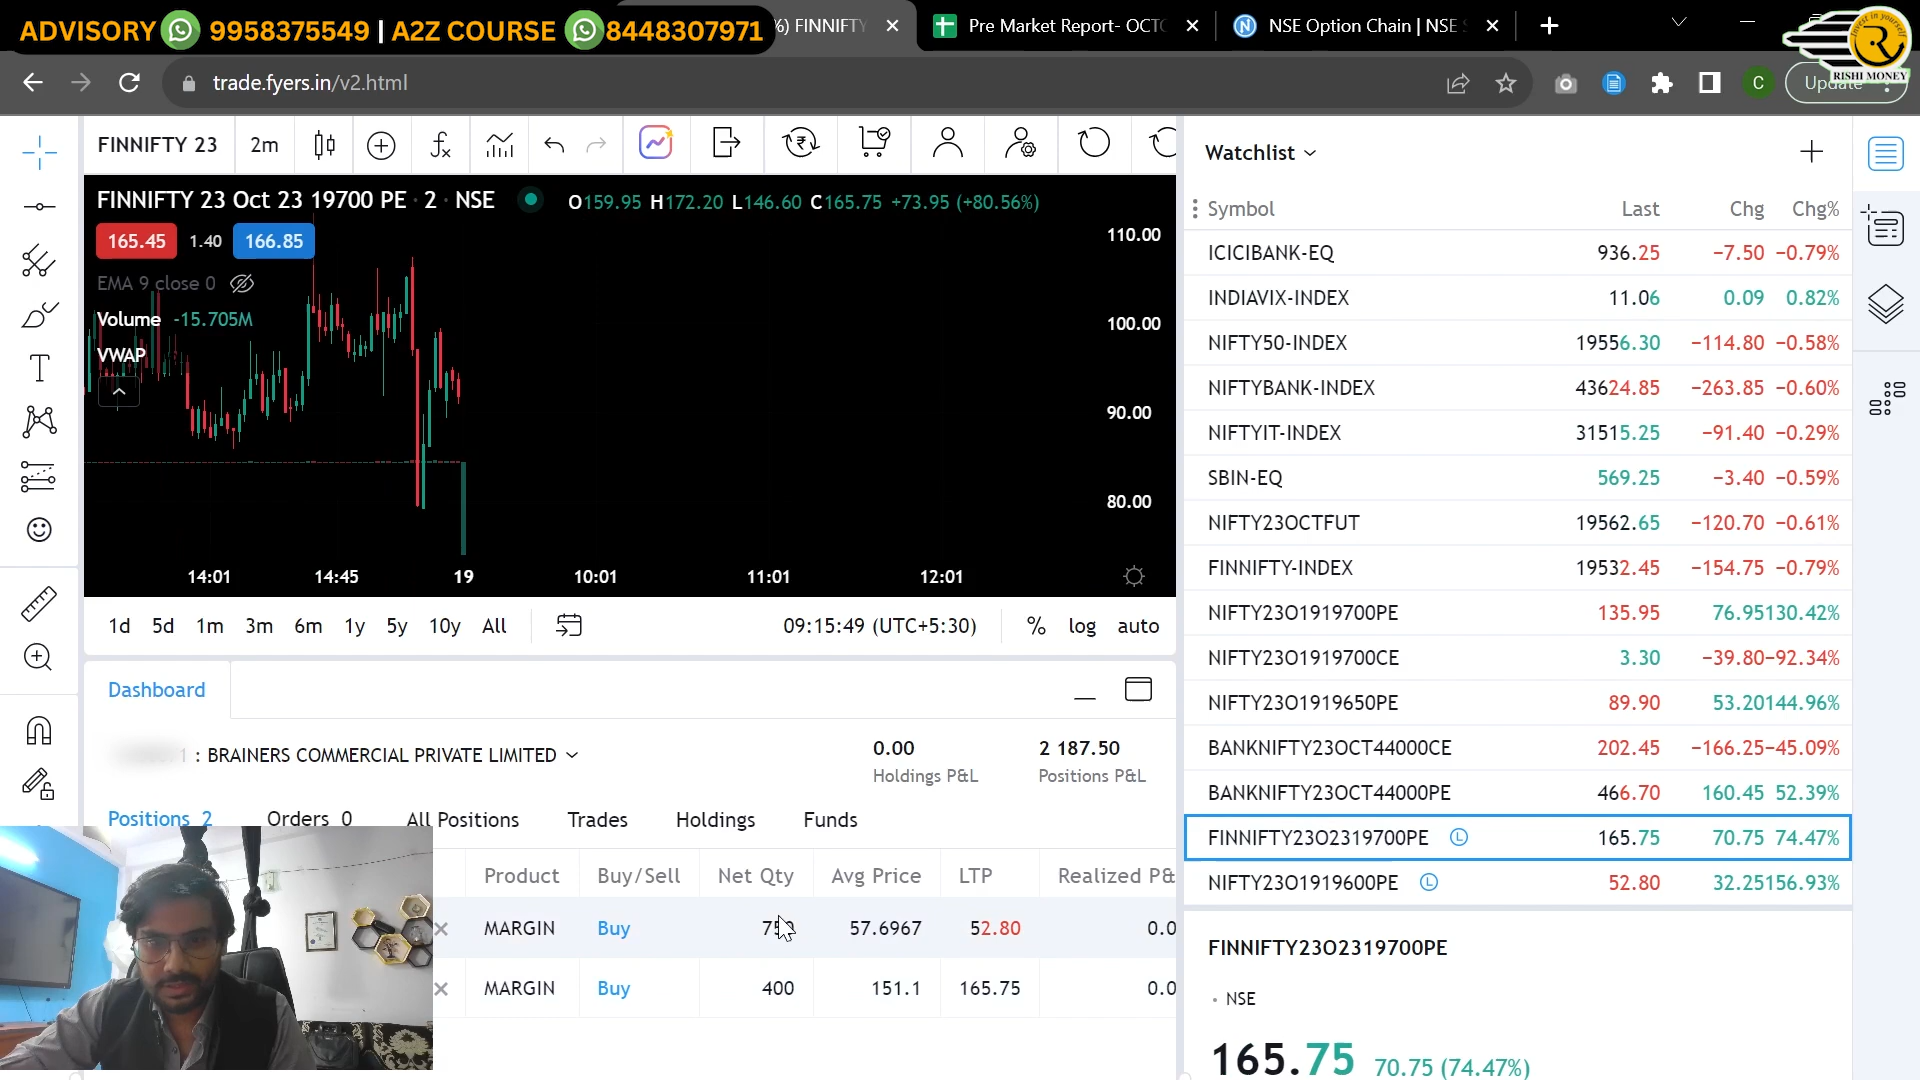 ADVISORY 9958375549 | A2Z COURSE 8448307971
%) FINNIFTY
Pre Market Report- OCTO
NSE Option Chain | NSE
RISHI MONEY
trade.fyers.in/v2.html
C
Update
FINNIFTY 23
2m
FINNIFTY 23 Oct 23 19700 PE · 2 · NSE
O159.95 H172.20 L146.60 C165.75 +73.95 (+80.56%)
165.45
1.40
166.85
EMA 9 close 0
Volume -15.705M
VWAP
110.00
100.00
90.00
80.00
14:01
14:45
19
10:01
11:01
12:01
1d 5d 1m 3m 6m 1y 5y 10y All
09:15:49 (UTC+5:30)
% log auto
Dashboard
: BRAINERS COMMERCIAL PRIVATE LIMITED
0.00
Holdings P&L
2 187.50
Positions P&L
Positions 2
Orders 0
All Positions
Trades
Holdings
Funds
Product Buy/Sell Net Qty Avg Price LTP Realized P&
MARGIN Buy 750 57.6967 52.80 0.0
MARGIN Buy 400 151.1 165.75 0.0
Watchlist
Symbol Last Chg Chg%
ICICIBANK-EQ 936.25 −7.50 −0.79%
INDIAVIX-INDEX 11.06 0.09 0.82%
NIFTY50-INDEX 19556.30 −114.80 −0.58%
NIFTYBANK-INDEX 43624.85 −263.85 −0.60%
NIFTYIT-INDEX 31515.25 −91.40 −0.29%
SBIN-EQ 569.25 −3.40 −0.59%
NIFTY23OCTFUT 19562.65 −120.70 −0.61%
FINNIFTY-INDEX 19532.45 −154.75 −0.79%
NIFTY23O1919700PE 135.95 76.95 130.42%
NIFTY23O1919700CE 3.30 −39.80 −92.34%
NIFTY23O1919650PE 89.90 53.20 144.96%
BANKNIFTY23OCT44000CE 202.45 −166.25 −45.09%
BANKNIFTY23OCT44000PE 466.70 160.45 52.39%
FINNIFTY23O2319700PE L 165.75 70.75 74.47%
NIFTY23O1919600PE L 52.80 32.25 156.93%
FINNIFTY23O2319700PE
• NSE
165.75 70.75 (74.47%)